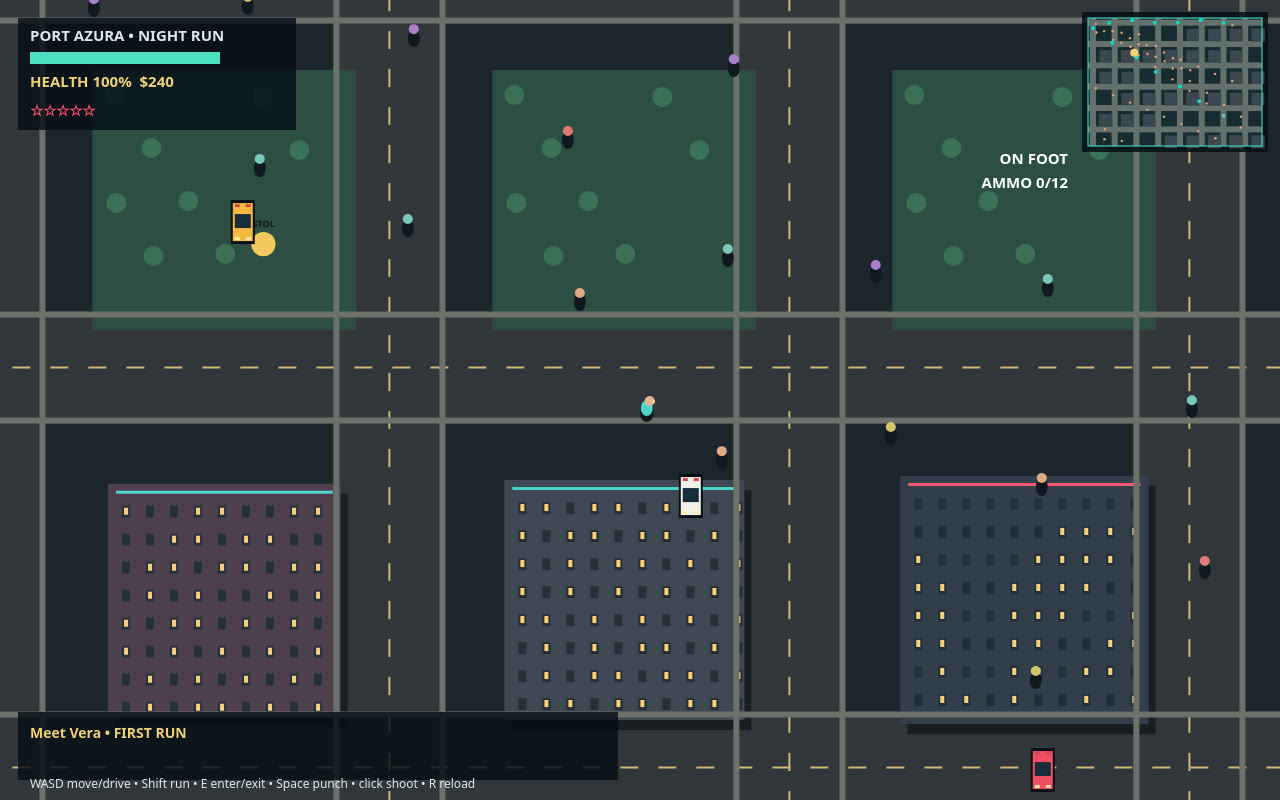 PORT AZURA • NIGHT RUN
HEALTH 100% $240
☆☆☆☆☆
ON FOOT
AMMO 0/12
STOL
Meet Vera • FIRST RUN
WASD move/drive • Shift run • E enter/exit • Space punch • click shoot • R reload